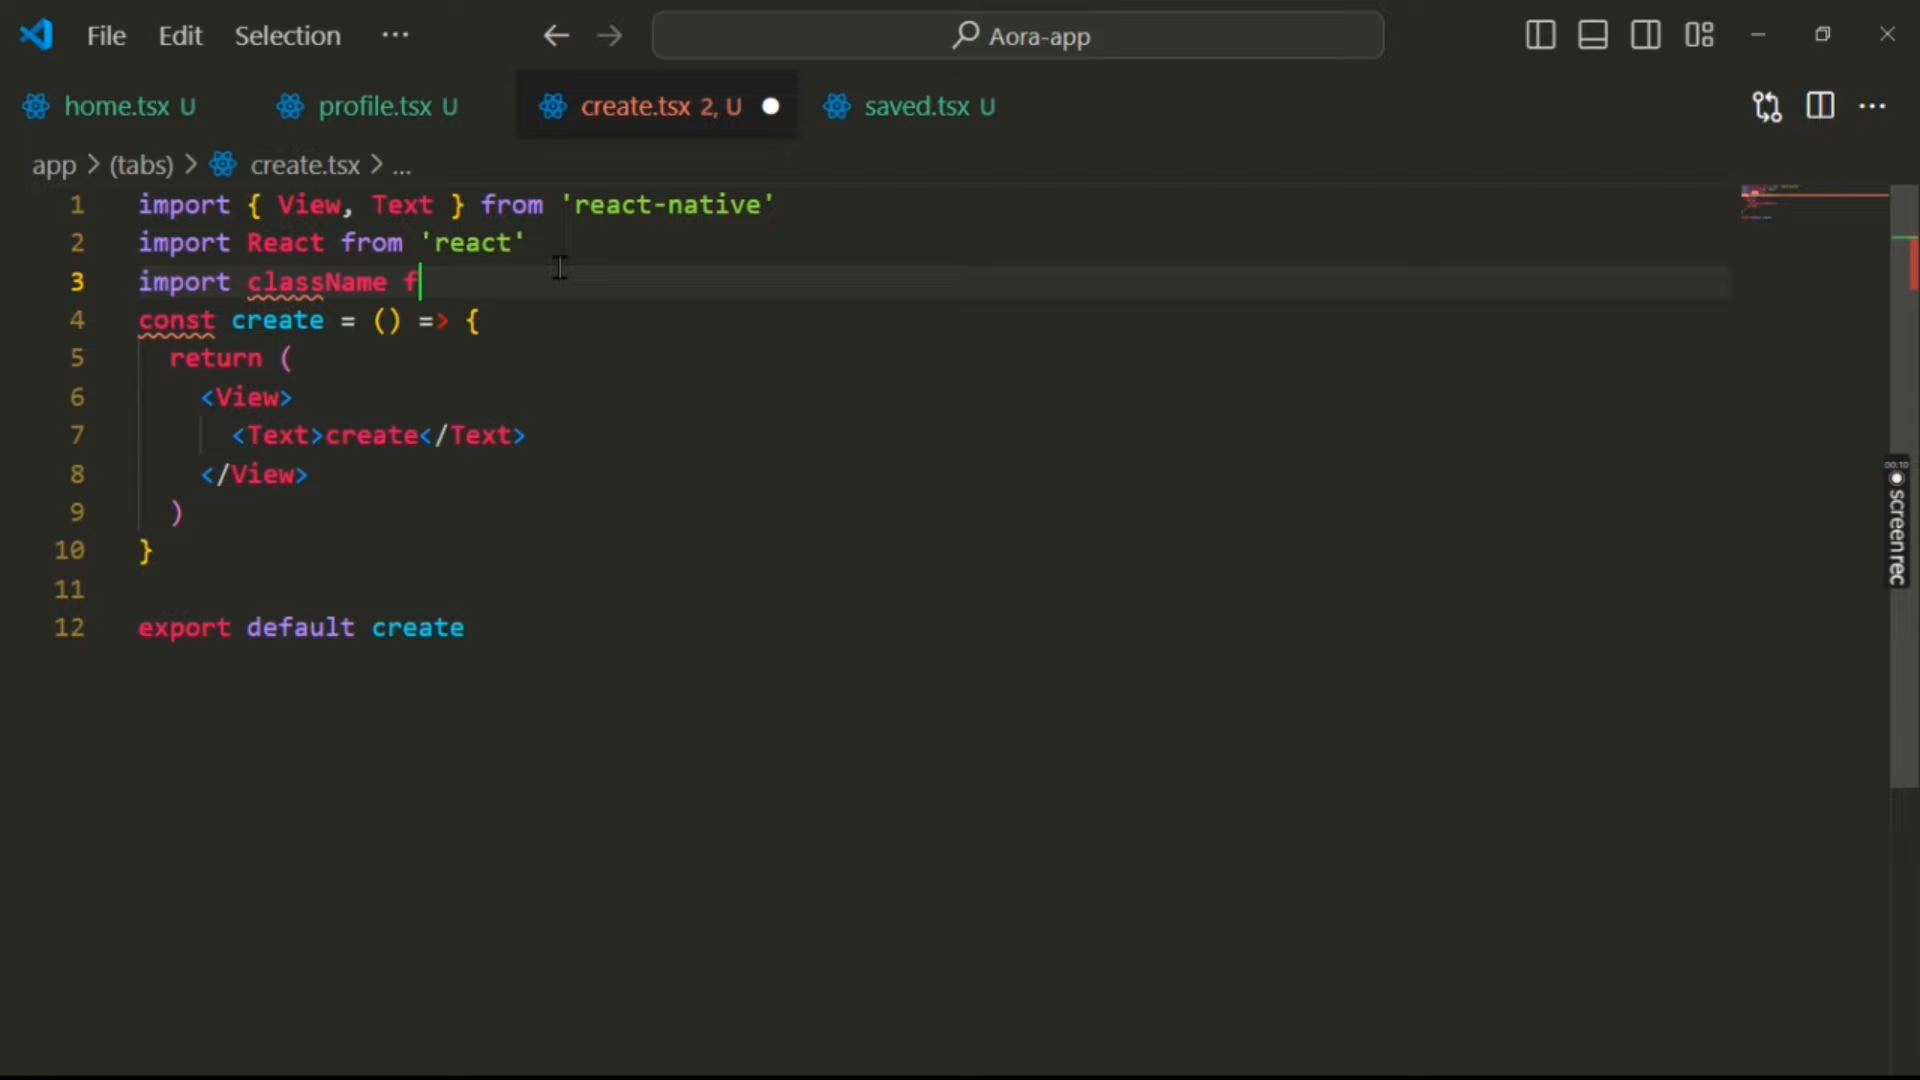 File Edit Selection ··· Aora-app
home.tsx U profile.tsx U create.tsx 2, U saved.tsx U
app > (tabs) > create.tsx > ...
1 import { View, Text } from 'react-native'
2 import React from 'react'
3 import className f
4 const create = () => {
5 return (
6 <View>
7 <Text>create</Text>
8 </View>
9 )
10 }
11
12 export default create
00:10
screenrec